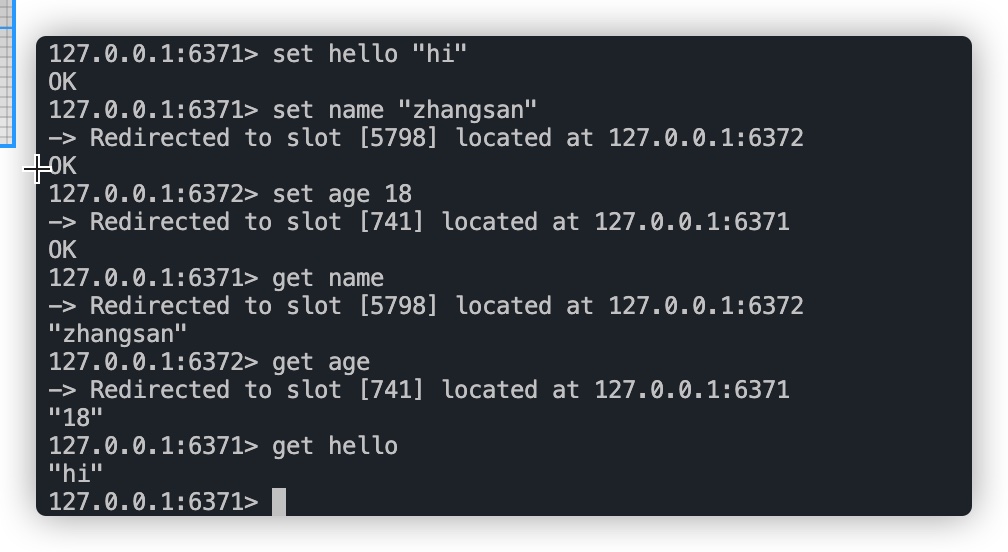 127.0.0.1:6371> set hello "hi"
OK
127.0.0.1:6371> set name "zhangsan"
-> Redirected to slot [5798] located at 127.0.0.1:6372
OK
127.0.0.1:6372> set age 18
-> Redirected to slot [741] located at 127.0.0.1:6371
OK
127.0.0.1:6371> get name
-> Redirected to slot [5798] located at 127.0.0.1:6372
"zhangsan"
127.0.0.1:6372> get age
-> Redirected to slot [741] located at 127.0.0.1:6371
"18"
127.0.0.1:6371> get hello
"hi"
127.0.0.1:6371>